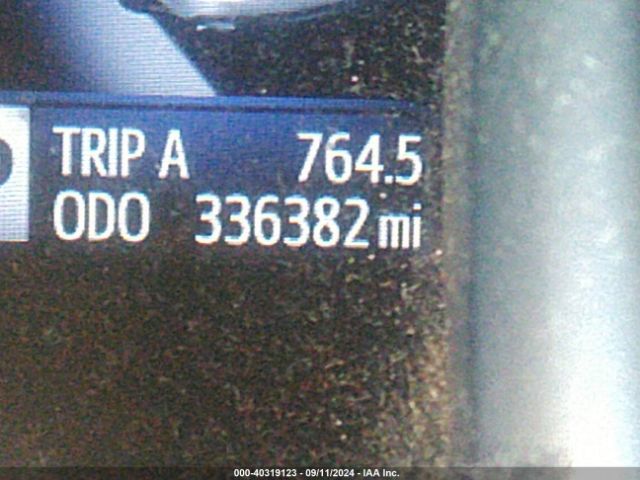 TRIP A 764.5
ODO 336382 mi
000-40319123 - 09/11/2024 - IAA Inc.